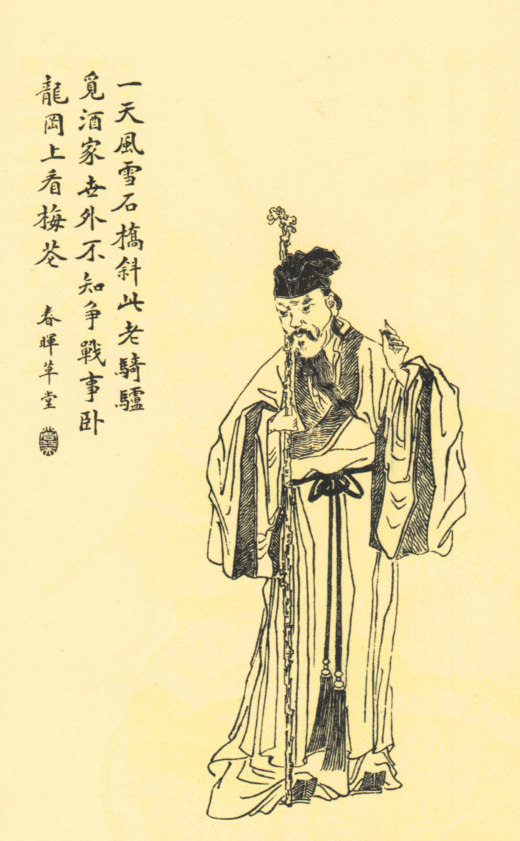 一天風雪石橋斜此老騎驢
覓酒家世外不知争戰事卧
龍岡上看梅花
春暉草堂